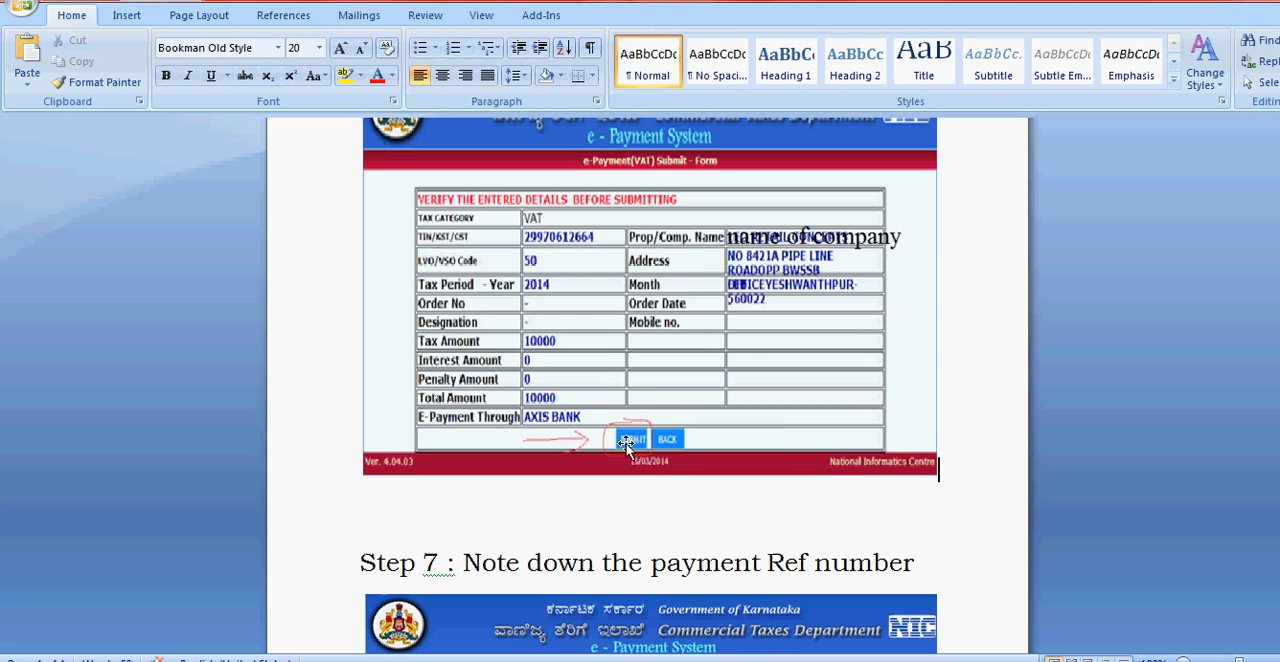 Home Insert Page Layout References Mailings Review View Add-Ins
Paste
Cut
Copy
Format Painter
Clipboard
Bookman Old Style 20
Font
Paragraph
AaBbCcDc AaBbCcDc AaBbC AaBbCc AaB AaBbCc. AaBbCcDc AaBbCcDc
¶ Normal ¶ No Spaci... Heading 1 Heading 2 Title Subtitle Subtle Em... Emphasis
Change Styles
Styles
Find
Repl
Sele
Editin
e - Payment System
e-Payment(VAT) Submit - Form
VERIFY THE ENTERED DETAILS BEFORE SUBMITTING
TAX CATEGORY VAT
TIN/KST/CST 29970612664 Prop/Comp. Name name of company
LVO/VSO Code 50 Address NO 8421A PIPE LINE
ROADOPP BWSSB
Tax Period - Year 2014 Month
560022
Order No - Order Date
Designation - Mobile no.
Tax Amount 10000
Interest Amount 0
Penalty Amount 0
Total Amount 10000
E-Payment Through AXIS BANK
BACK
Ver. 4.04.03 National Informatics Centre
Step 7 : Note down the payment Ref number
ಕರ್ನಾಟಕ ಸರ್ಕಾರ Government of Karnataka
ವಾಣಿಜ್ಯ ತೆರಿಗೆ ಇಲಾಖೆ Commercial Taxes Department NIC
e - Payment System